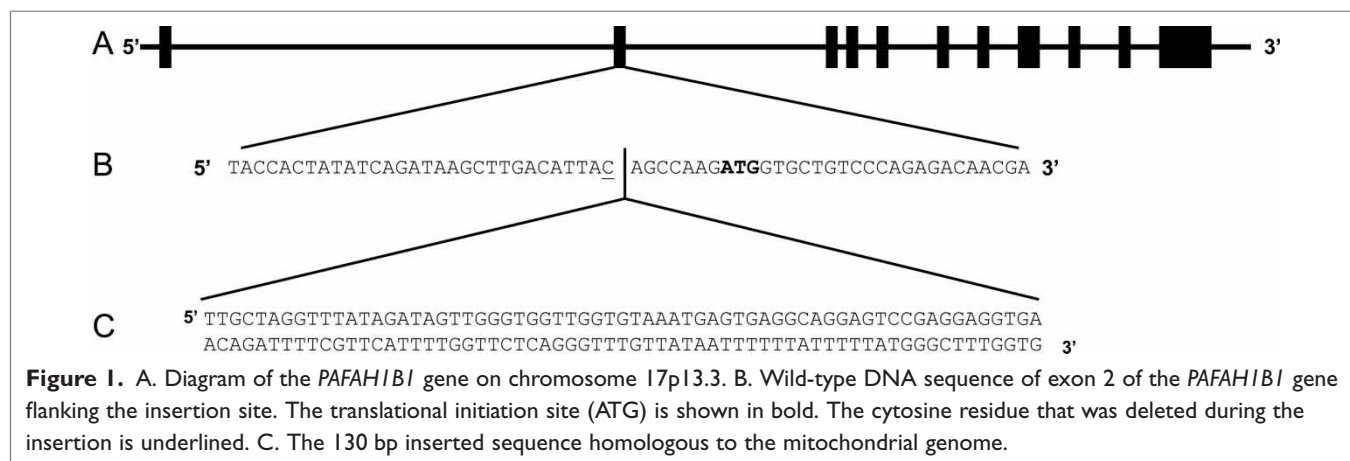 A 5’ 3’
B 5’ TACCACTATATCAGATAAGCTTGACATTAC AGCCAAGATGGTGCTGTCCCAGAGACAACGA 3’
C 5’ TTGCTAGGTTTATAGATAGTTGGGTGGTTGGTGTAAATGAGTGAGGCAGGAGTCCGAGGAGGTGA
ACAGATTTTCGTTCATTTTGGTTCTCAGGGTTTGTTATAATTTTTTATTTTTATGGGCTTTGGTG 3’
Figure 1. A. Diagram of the PAFAH1B1 gene on chromosome 17p13.3. B. Wild-type DNA sequence of exon 2 of the PAFAH1B1 gene
flanking the insertion site. The translational initiation site (ATG) is shown in bold. The cytosine residue that was deleted during the
insertion is underlined. C. The 130 bp inserted sequence homologous to the mitochondrial genome.